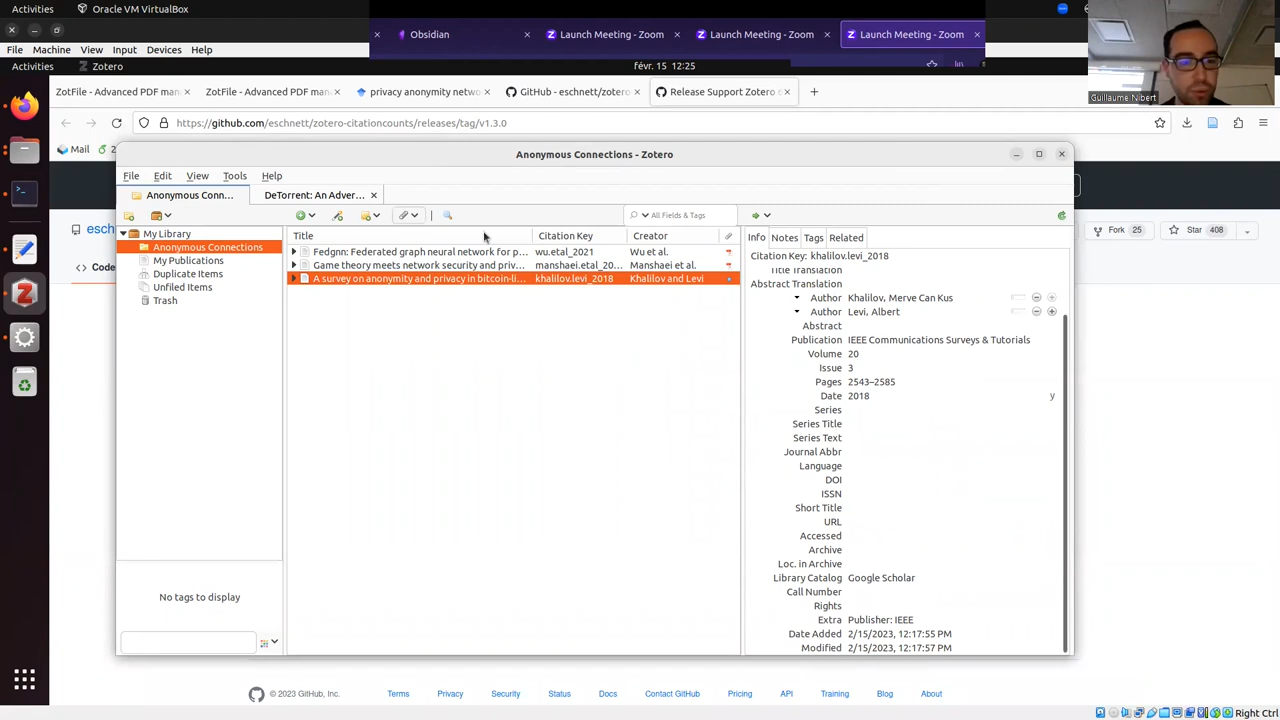 Activities Oracle VM VirtualBox
Obsidian
Launch Meeting - Zoom
Launch Meeting - Zoom
Launch Meeting - Zoom
Guillaume Nibert
File Machine View Input Devices Help
Activities Zotero févr. 15 12:25
ZotFile - Advanced PDF man
ZotFile - Advanced PDF man
privacy anonymity netwo
GitHub - eschnett/zotero
Release Support Zotero
https://github.com/eschnett/zotero-citationcounts/releases/tag/v1.3.0
Mail
Anonymous Connections - Zotero
File Edit View Tools Help
Anonymous Conn...
DeTorrent: An Adver...
esch
Code
Fork 25
Star 408
All Fields & Tags
My Library
Anonymous Connections
My Publications
Duplicate Items
Unfiled Items
Trash
No tags to display
Title Citation Key Creator
Fedgnn: Federated graph neural network for p... wu.etal_2021 Wu et al.
Game theory meets network security and priv... manshaei.etal_20... Manshaei et al.
A survey on anonymity and privacy in bitcoin-li... khalilov.levi_2018 Khalilov and Levi
Info Notes Tags Related
Citation Key: khalilov.levi_2018
Title Translation
Abstract Translation
Author Khalilov, Merve Can Kus
Author Levi, Albert
Abstract
Publication IEEE Communications Surveys & Tutorials
Volume 20
Issue 3
Pages 2543–2585
Date 2018 y
Series
Series Title
Series Text
Journal Abbr
Language
DOI
ISSN
Short Title
URL
Accessed
Archive
Loc. in Archive
Library Catalog Google Scholar
Call Number
Rights
Extra Publisher: IEEE
Date Added 2/15/2023, 12:17:55 PM
Modified 2/15/2023, 12:17:57 PM
© 2023 GitHub, Inc. Terms Privacy Security Status Docs Contact GitHub Pricing API Training Blog About
Right Ctrl